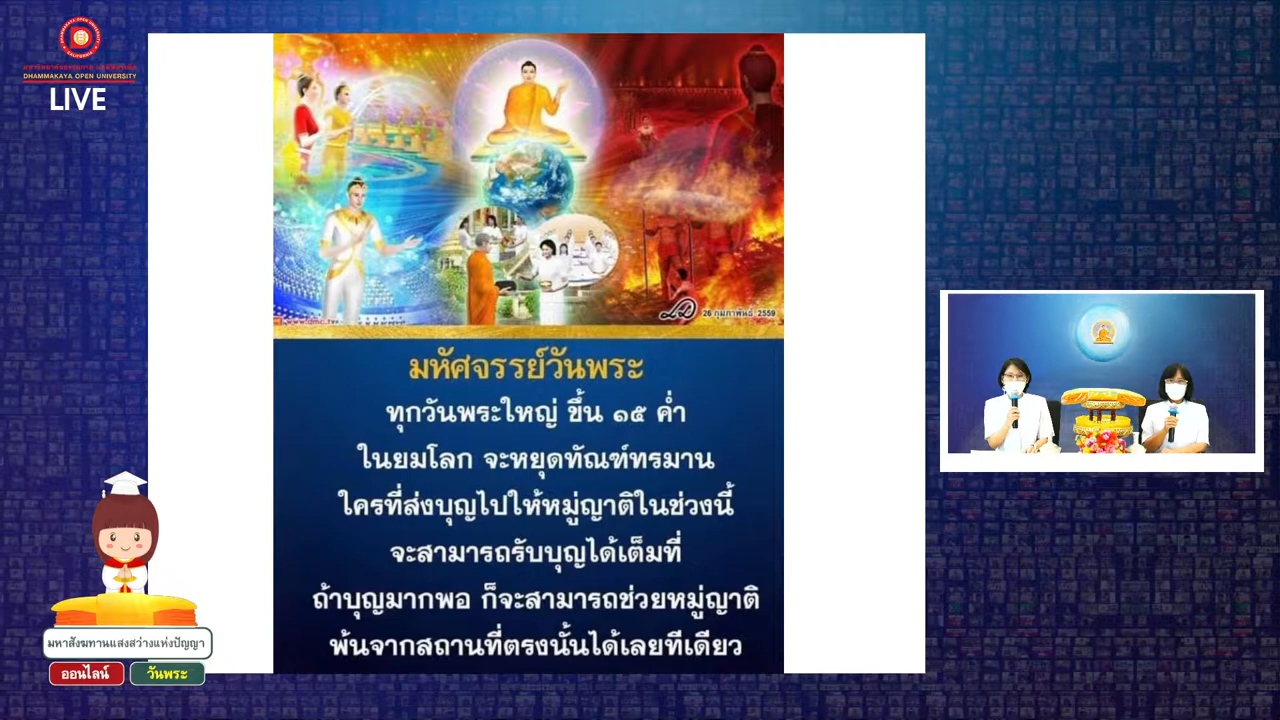 DHAMMAKAYA OPEN UNIVERSITY
CALIFORNIA
DHAMMAKAYA OPEN UNIVERSITY
LIVE
26 กุมภาพันธ์ 2559
มหัศจรรย์วันพระ
ทุกวันพระใหญ่ ขึ้น ๑๕ ค่ำ
ในยมโลก จะหยุดทัณฑ์ทรมาน
ใครที่ส่งบุญไปให้หมู่ญาติในช่วงนี้
จะสามารถรับบุญได้เต็มที่
ถ้าบุญมากพอ ก็จะสามารถช่วยหมู่ญาติ
พ้นจากสถานที่ตรงนั้นได้เลยทีเดียว
มหาสังฆทานแสงสว่างแห่งปัญญา
ออนไลน์ วันพระ